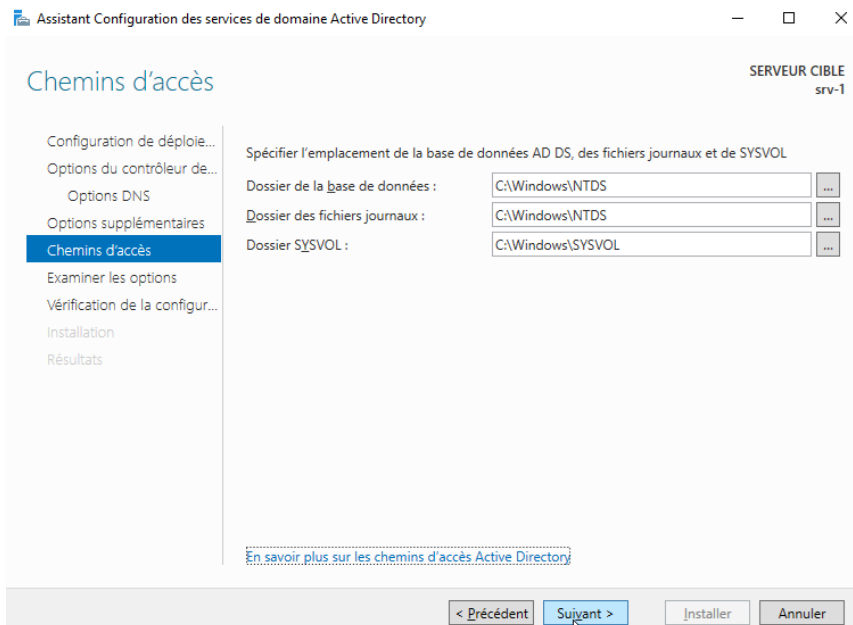 Assistant Configuration des services de domaine Active Directory
Chemins d'accès
SERVEUR CIBLE
srv-1
Configuration de déploie...
Options du contrôleur de...
Options DNS
Options supplémentaires
Chemins d'accès
Examiner les options
Vérification de la configur...
Installation
Résultats
Spécifier l'emplacement de la base de données AD DS, des fichiers journaux et de SYSVOL
Dossier de la base de données : C:\Windows\NTDS ...
Dossier des fichiers journaux : C:\Windows\NTDS ...
Dossier SYSVOL : C:\Windows\SYSVOL ...
En savoir plus sur les chemins d'accès Active Directory
< Précédent Suivant > Installer Annuler